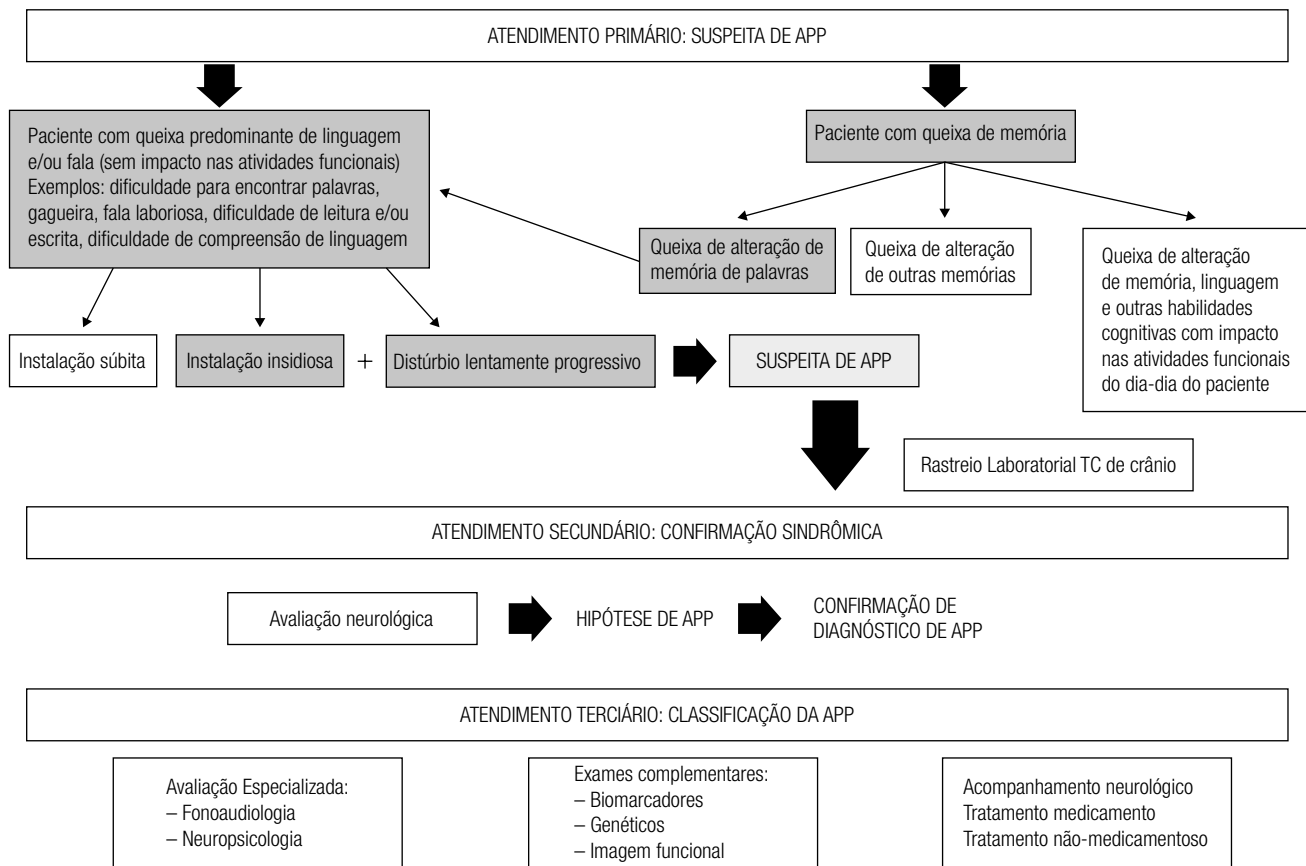 ATENDIMENTO PRIMÁRIO: SUSPEITA DE APP
Paciente com queixa predominante de linguagem
e/ou fala (sem impacto nas atividades funcionais)
Exemplos: dificuldade para encontrar palavras,
gagueira, fala laboriosa, dificuldade de leitura e/ou
escrita, dificuldade de compreensão de linguagem
Paciente com queixa de memória
Queixa de alteração de
memória de palavras
Queixa de alteração
de outras memórias
Queixa de alteração
de memória, linguagem
e outras habilidades
cognitivas com impacto
nas atividades funcionais
do dia-dia do paciente
Instalação súbita
Instalação insidiosa
+
Distúrbio lentamente progressivo
SUSPEITA DE APP
Rastreio Laboratorial TC de crânio
ATENDIMENTO SECUNDÁRIO: CONFIRMAÇÃO SINDRÔMICA
Avaliação neurológica
HIPÓTESE DE APP
CONFIRMAÇÃO DE
DIAGNÓSTICO DE APP
ATENDIMENTO TERCIÁRIO: CLASSIFICAÇÃO DA APP
Avaliação Especializada:
– Fonoaudiologia
– Neuropsicologia
Exames complementares:
– Biomarcadores
– Genéticos
– Imagem funcional
Acompanhamento neurológico
Tratamento medicamento
Tratamento não-medicamentoso